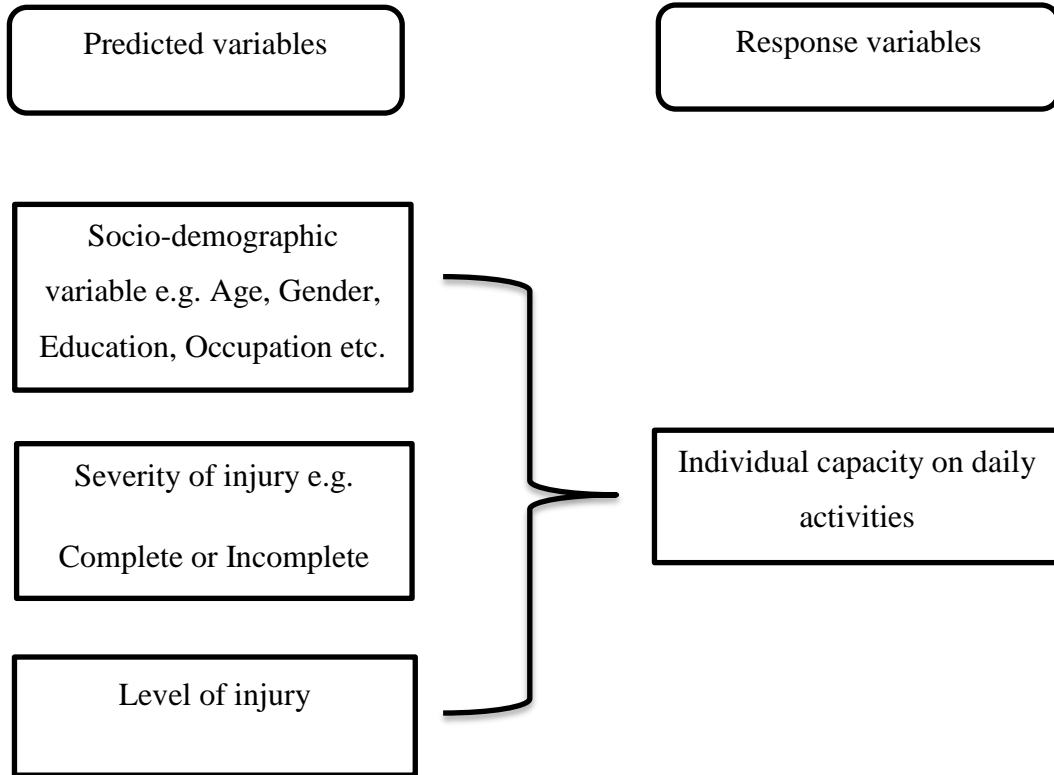 Predicted variables
Response variables
Socio-demographic
variable e.g. Age, Gender,
Education, Occupation etc.
Severity of injury e.g.
Complete or Incomplete
Individual capacity on daily
activities
Level of injury